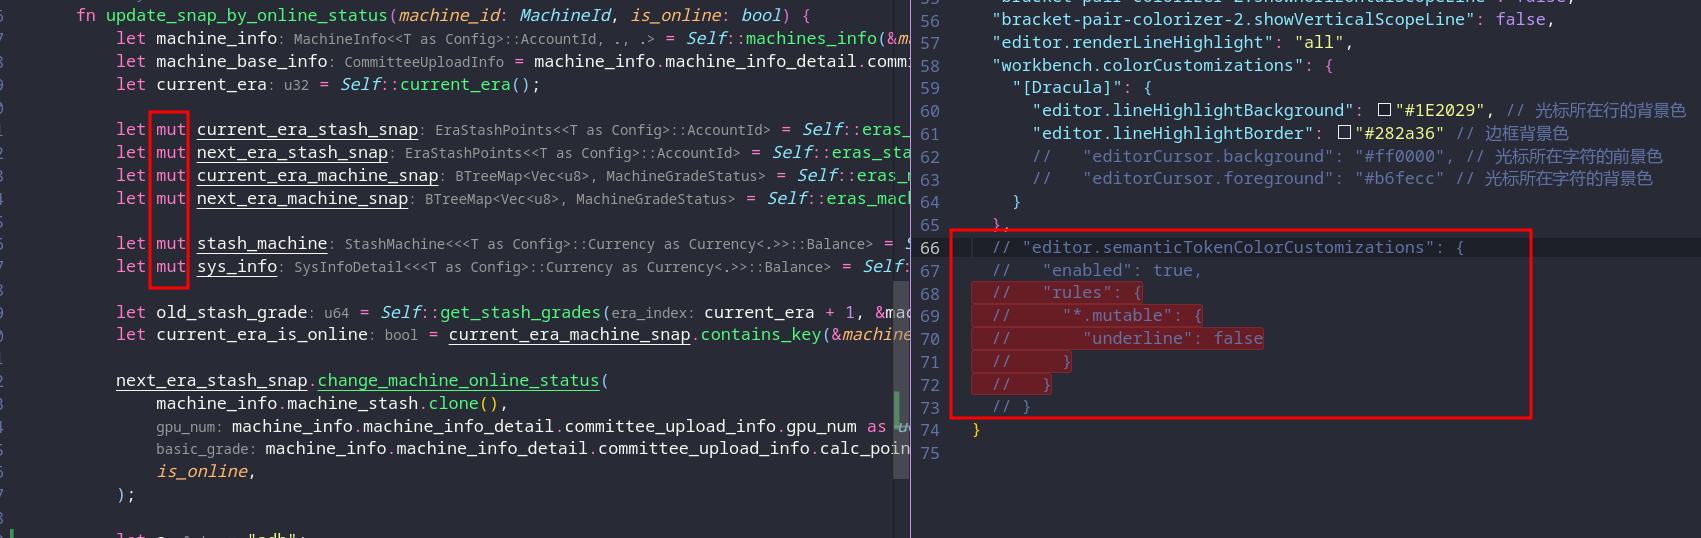 fn update_snap_by_online_status(machine_id: MachineId, is_online: bool) {
let machine_info: MachineInfo<<T as Config>::AccountId, ., .> = Self::machines_info(&m
let machine_base_info: CommitteeUploadInfo = machine_info.machine_info_detail.comm
let current_era: u32 = Self::current_era();
let mut current_era_stash_snap: EraStashPoints<<T as Config>::AccountId> = Self::eras_
let mut next_era_stash_snap: EraStashPoints<<T as Config>::AccountId> = Self::eras_sta
let mut current_era_machine_snap: BTreeMap<Vec<u8>, MachineGradeStatus> = Self::eras_
let mut next_era_machine_snap: BTreeMap<Vec<u8>, MachineGradeStatus> = Self::eras_mac
let mut stash_machine: StashMachine<<<T as Config>::Currency as Currency<.>>::Balance> =
let mut sys_info: SysInfoDetail<<<T as Config>::Currency as Currency<.>>::Balance> = Self:
let old_stash_grade: u64 = Self::get_stash_grades(era_index: current_era + 1, &mac
let current_era_is_online: bool = current_era_machine_snap.contains_key(&machine
next_era_stash_snap.change_machine_online_status(
machine_info.machine_stash.clone(),
gpu_num: machine_info.machine_info_detail.committee_upload_info.gpu_num as
basic_grade: machine_info.machine_info_detail.committee_upload_info.calc_poin
is_online,
);
56 "bracket-pair-colorizer-2.showVerticalScopeLine": false,
57 "editor.renderLineHighlight": "all",
58 "workbench.colorCustomizations": {
59 "[Dracula]": {
60 "editor.lineHighlightBackground": "#1E2029", // 光标所在行的背景色
61 "editor.lineHighlightBorder": "#282a36" // 边框背景色
62 // "editorCursor.background": "#ff0000", // 光标所在字符的前景色
63 // "editorCursor.foreground": "#b6fecc" // 光标所在字符的背景色
64 }
65 },
66 // "editor.semanticTokenColorCustomizations": {
67 // "enabled": true,
68 // "rules": {
69 // "*.mutable": {
70 // "underline": false
71 // }
72 // }
73 // }
74 }
75